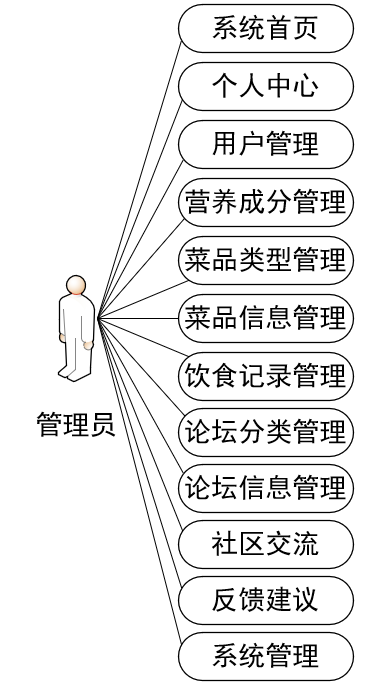 系统首页
个人中心
用户管理
营养成分管理
菜品类型管理
菜品信息管理
饮食记录管理
管理员
论坛分类管理
论坛信息管理
社区交流
反馈建议
系统管理